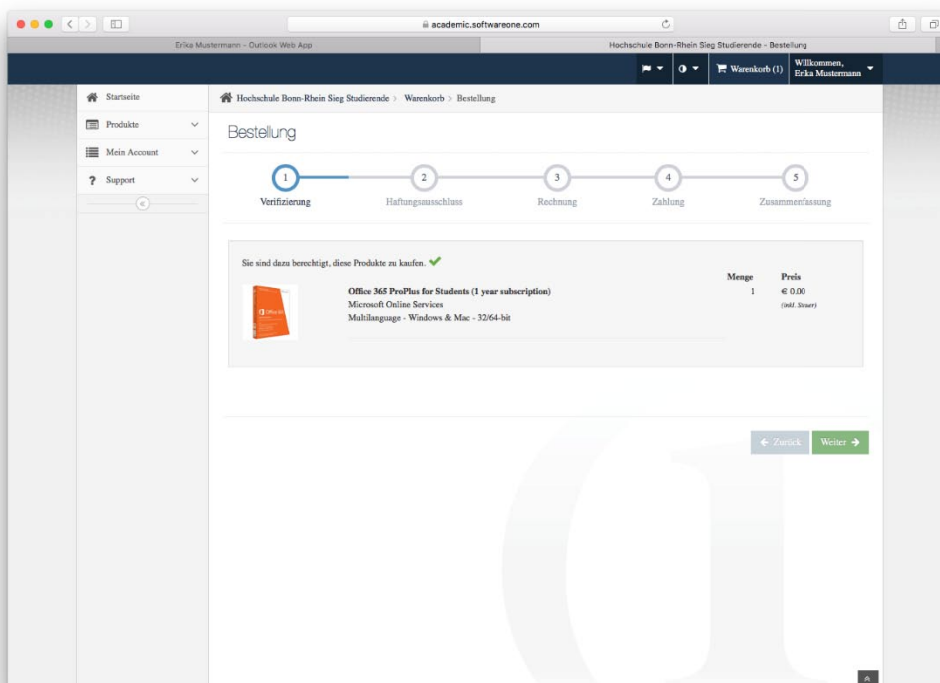 academic.softwareone.com
Erika Mustermann - Outlook Web App
Hochschule Bonn-Rhein Sieg Studierende - Bestellung
Warenkorb (1)
Willkommen,
Erka Mustermann
Startseite
Produkte
Mein Account
? Support
Hochschule Bonn-Rhein Sieg Studierende > Warenkorb > Bestellung
Bestellung
1 2 3 4 5
Verifizierung Haftungsausschluss Rechnung Zahlung Zusammenfassung
Sie sind dazu berechtigt, diese Produkte zu kaufen.
Menge Preis
Office 365 ProPlus for Students (1 year subscription) 1 € 0.00
Microsoft Online Services (inkl. Steuer)
Multilanguage - Windows & Mac - 32/64-bit
Zurück Weiter